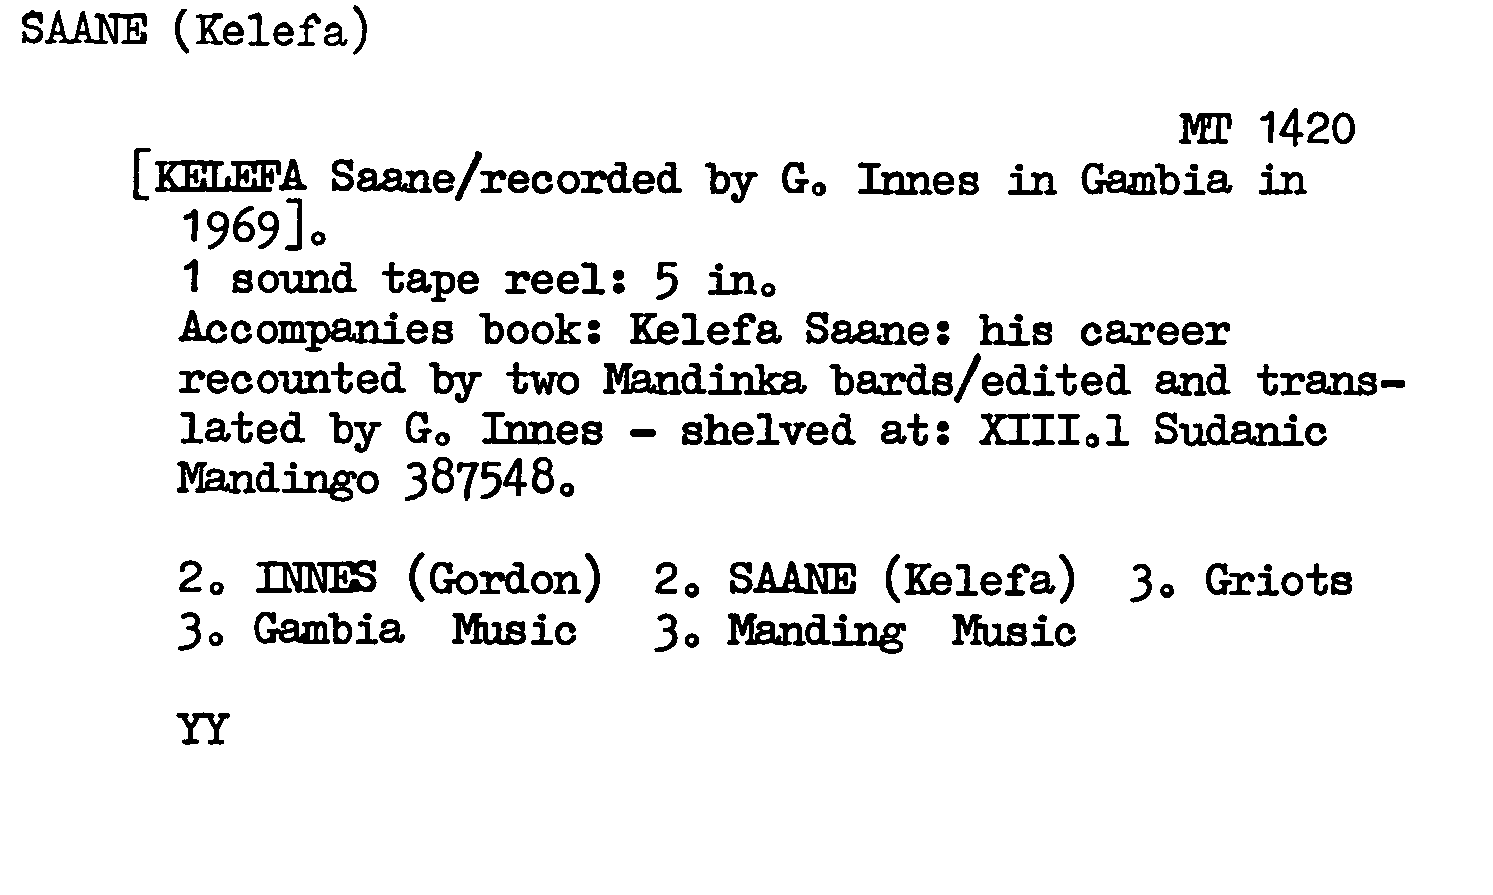 SAANE (Kelefa)
MT 1420
[KELEFA Saane/recorded by G. Innes in Gambia in
1969].
1 sound tape reel: 5 in.
Accompanies book: Kelefa Saane: his career
recounted by two Mandinka bards/edited and trans-
lated by G. Innes - shelved at: XIII.1 Sudanic
Mandingo 387548.
2. INNES (Gordon) 2. SAANE (Kelefa) 3. Griots
3. Gambia Music 3. Manding Music
YY